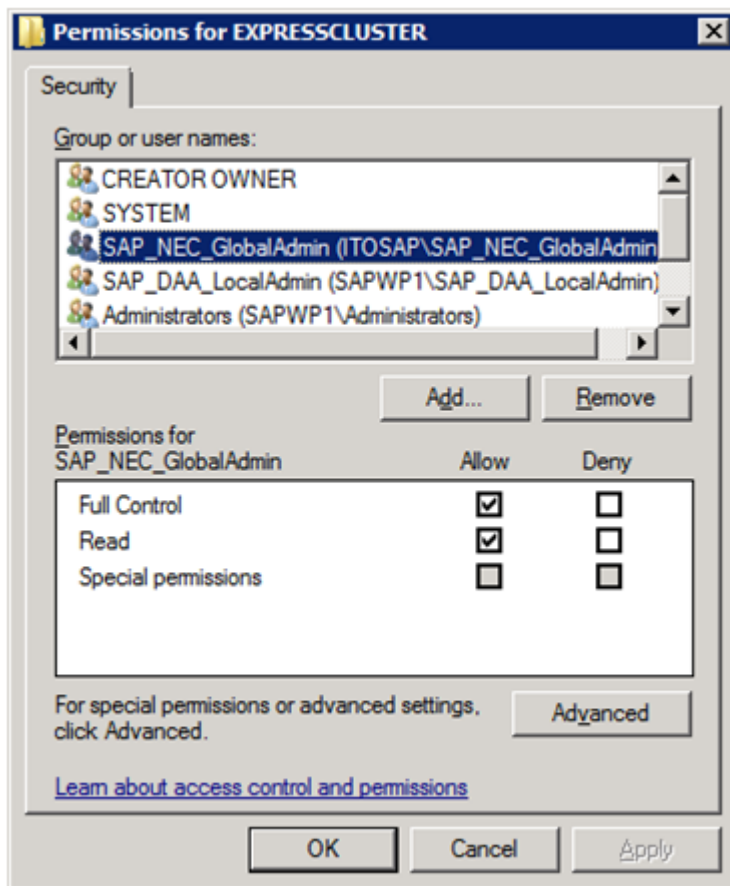 Permissions for EXPRESSCLUSTER
Security
Group or user names:
CREATOR OWNER
SYSTEM
SAP_NEC_GlobalAdmin (ITOSAP\SAP_NEC_GlobalAdmin
SAP_DAA_LocalAdmin (SAPWP1\SAP_DAA_LocalAdmin)
Administrators (SAPWP1\Administrators)
Add... Remove
Permissions for
SAP_NEC_GlobalAdmin Allow Deny
Full Control
Read
Special permissions
For special permissions or advanced settings,
click Advanced. Advanced
Learn about access control and permissions
OK Cancel Apply